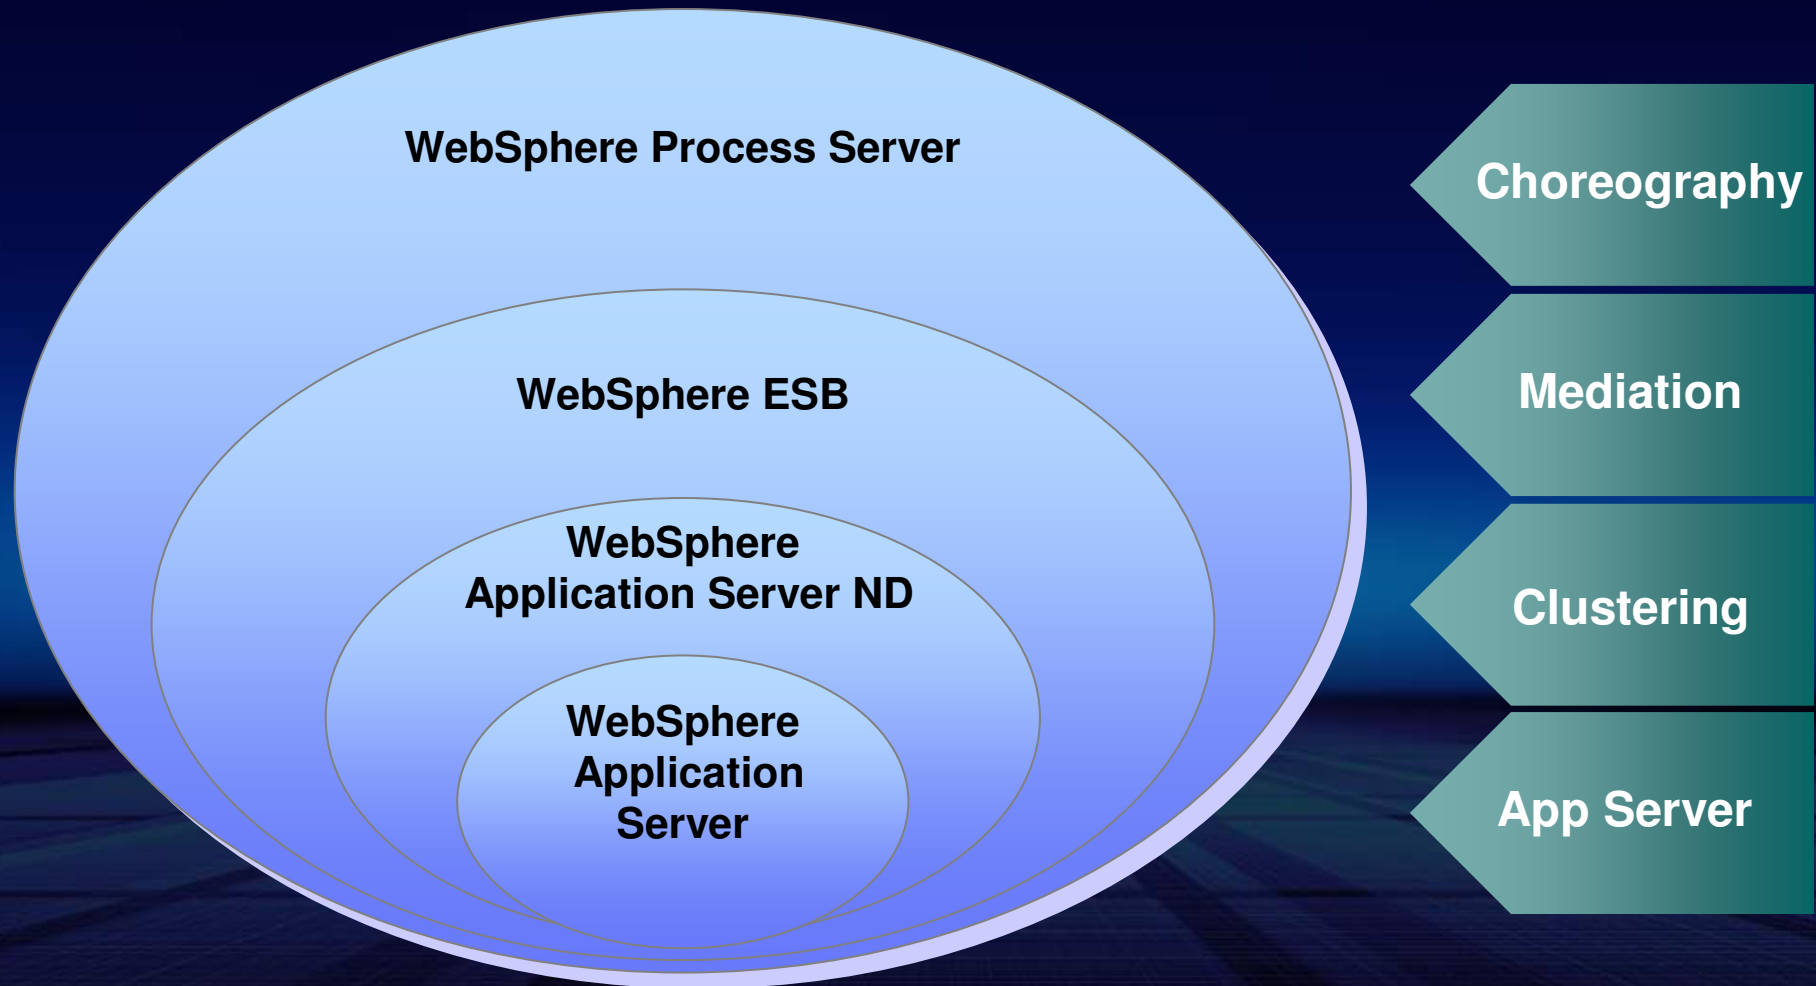 WebSphere Process Server
WebSphere ESB
WebSphere
Application Server ND
WebSphere
Application
Server
Choreography
Mediation
Clustering
App Server